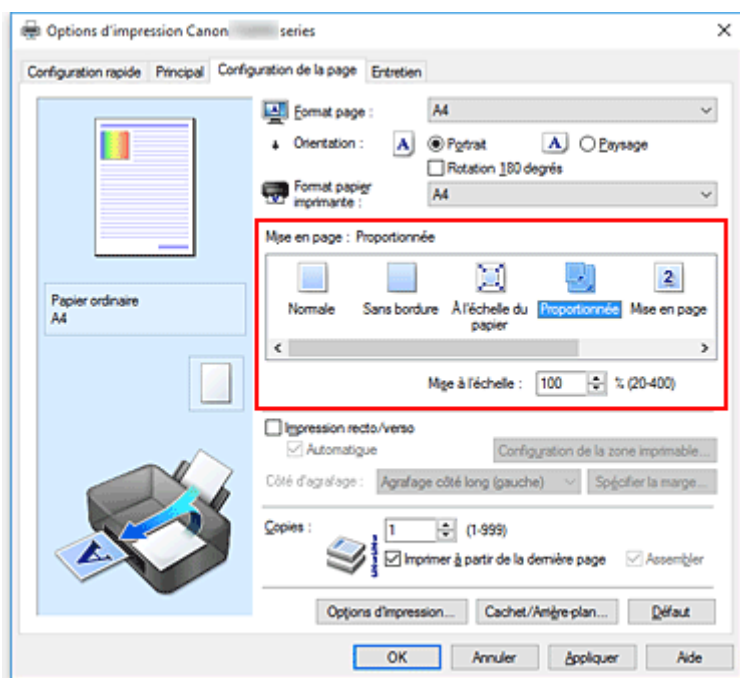 Options d'impression Canon series
Configuration rapide Principal Configuration de la page Entretien
Format page : A4
Orientation : A Portrait A Paysage
Rotation 180 degrés
Format papier
imprimante : A4
Mise en page : Proportionnée
Normale Sans bordure À l'échelle du papier Proportionnée Mise en page
Mise à l'échelle : 100 % (20-400)
Papier ordinaire
A4
Impression recto/verso
Automatique Configuration de la zone imprimable...
Côté d'agrafage : Agrafage côté long (gauche) Spécifier la marge...
Copies : 1 (1-999)
Imprimer à partir de la dernière page Assembler
Options d'impression... Cachet/Arrière-plan... Défaut
OK Annuler Appliquer Aide